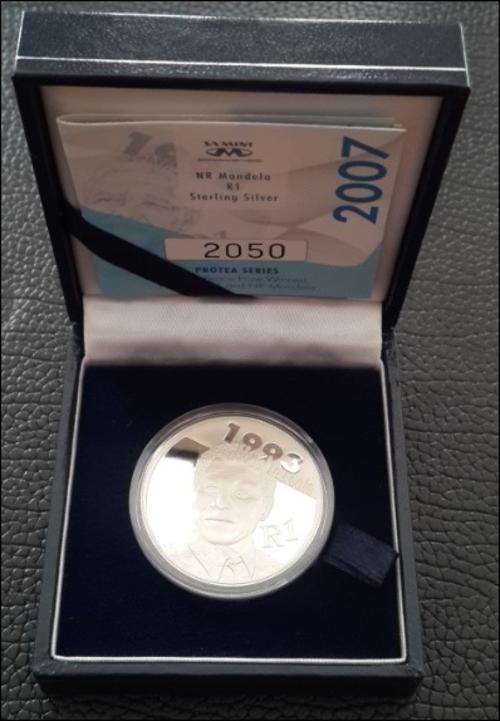 SA MINT
NR Mandela
R1
Sterling Silver
2007
2050
PROTEA SERIES
1993
R1